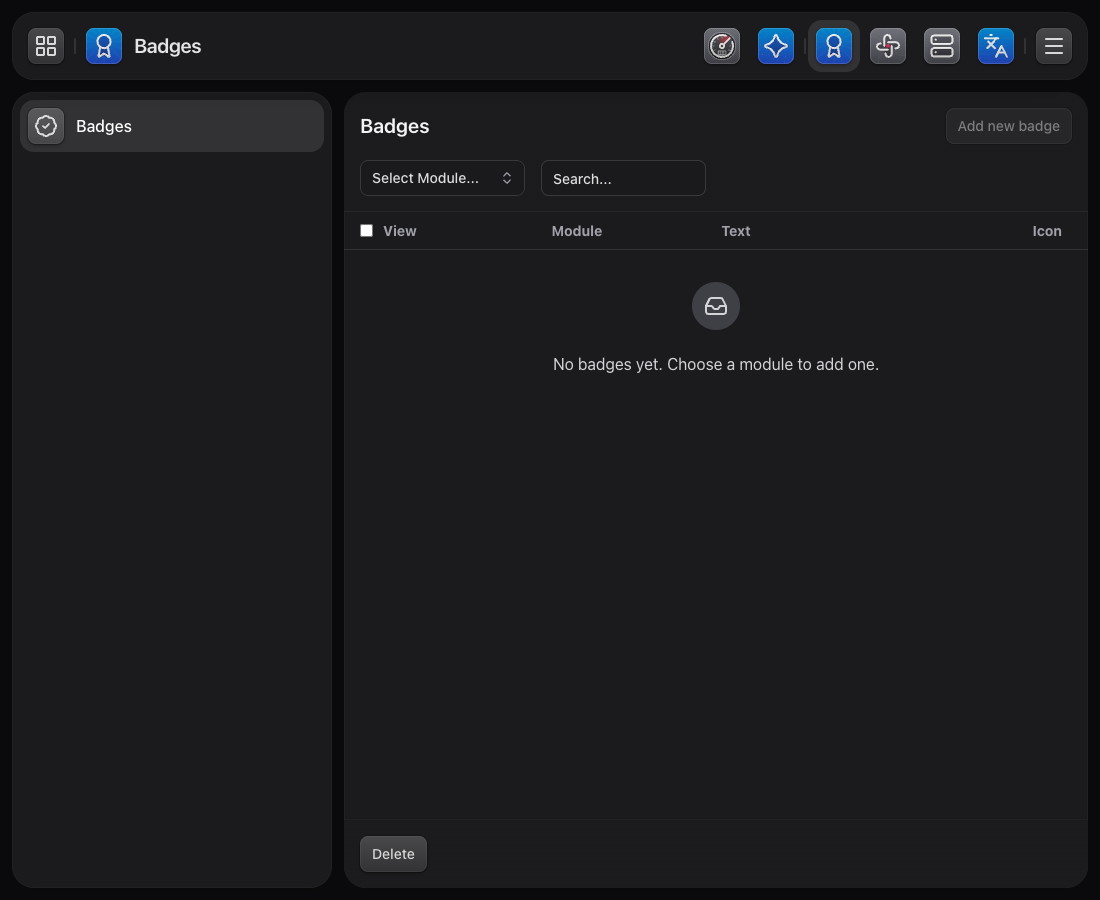 Badges
Badges
Badges
Add new badge
Select Module...
Search...
View
Module
Text
Icon
No badges yet. Choose a module to add one.
Delete